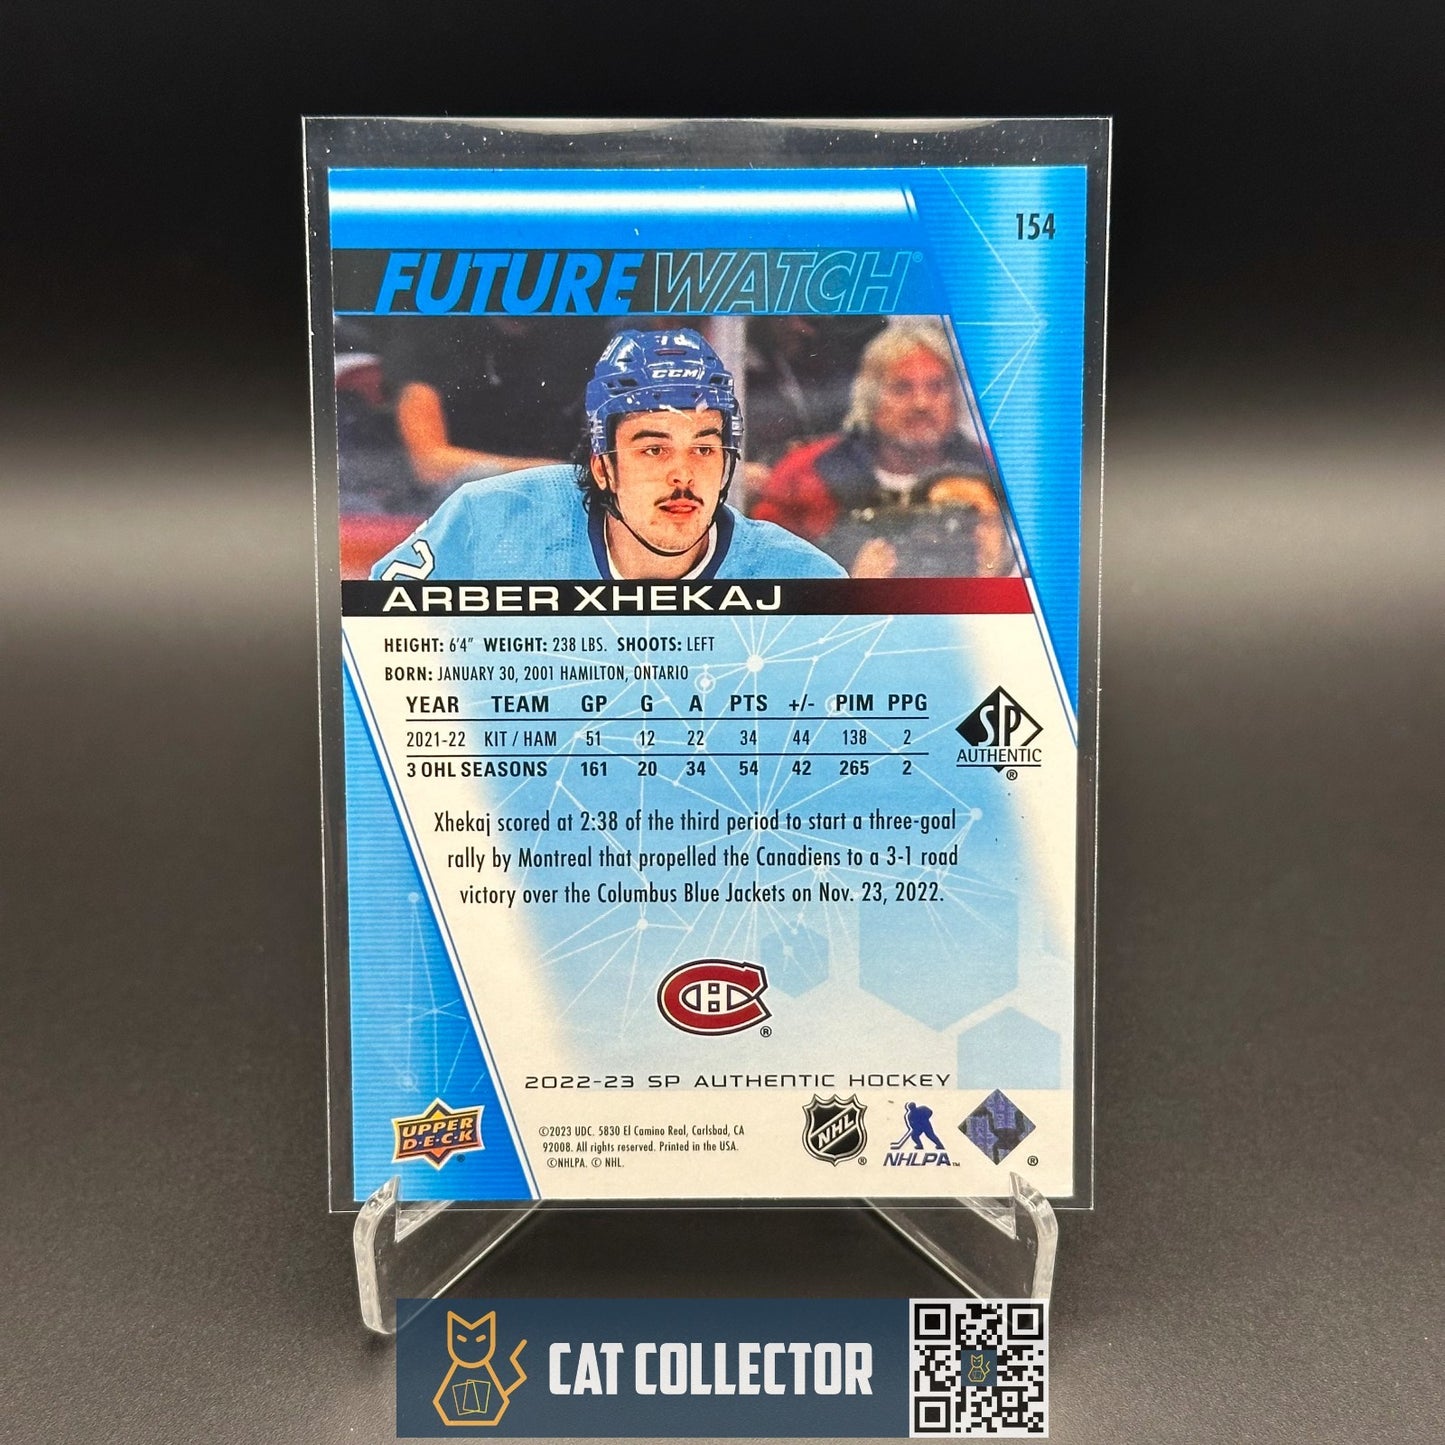 154
FUTURE WATCH®
CCM
2
ARBER XHEKAJ
HEIGHT: 6'4" WEIGHT: 238 LBS. SHOOTS: LEFT
BORN: JANUARY 30, 2001 HAMILTON, ONTARIO
YEAR TEAM GP G A PTS +/- PIM PPG
2021-22 KIT / HAM 51 12 22 34 44 138 2
3 OHL SEASONS 161 20 34 54 42 265 2
SP
AUTHENTIC
®
Xhekaj scored at 2:38 of the third period to start a three-goal
rally by Montreal that propelled the Canadiens to a 3-1 road
victory over the Columbus Blue Jackets on Nov. 23, 2022.
CH ®
2022-23 SP AUTHENTIC HOCKEY
UPPER
D·E·C·K ®
©2023 UDC. 5830 El Camino Real, Carlsbad, CA
92008. All rights reserved. Printed in the USA.
©NHLPA. © NHL.
NHL ®
NHLPA™
®
CAT COLLECTOR